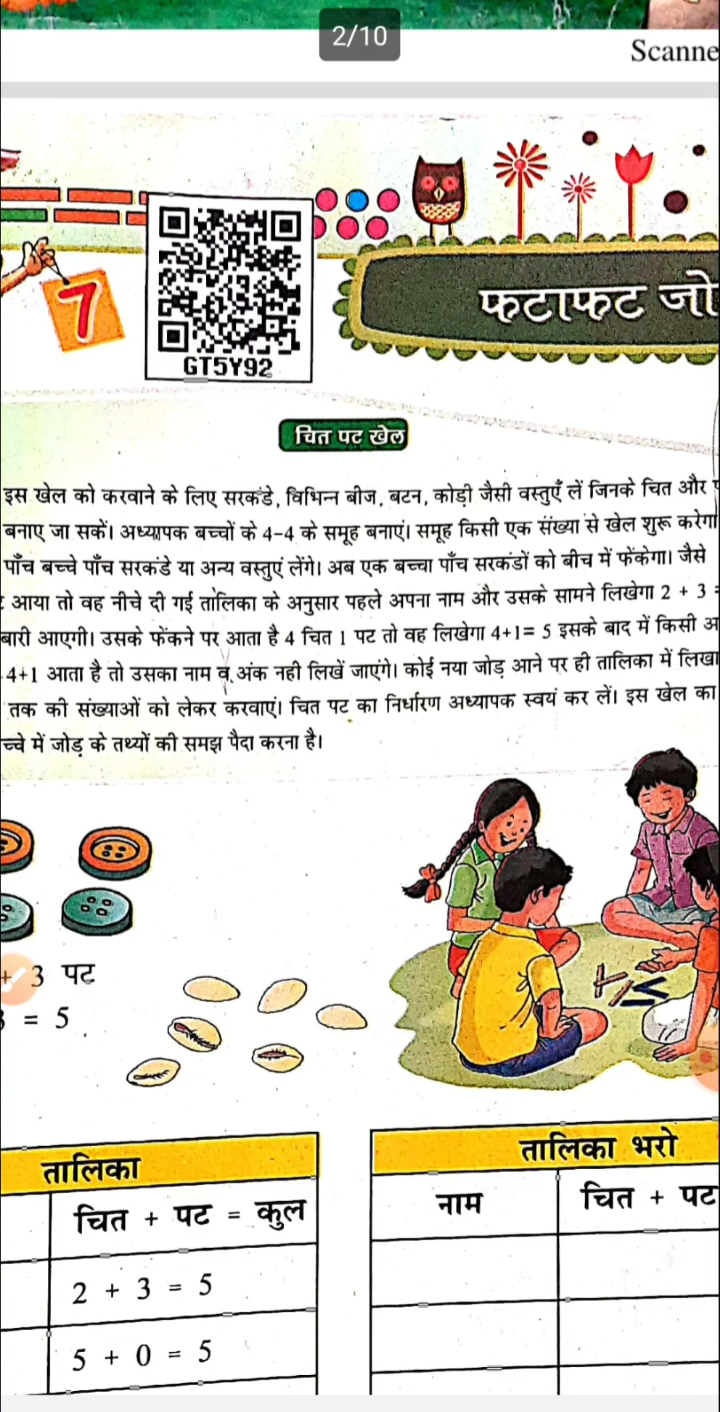 2/10
Scanne
7
GT5Y92
फटाफट जो
चित पट खेल
इस खेल को करवाने के लिए सरकंडे, विभिन्न बीज, बटन, कोड़ी जैसी वस्तुएँ लें जिनके चित और
बनाए जा सकें। अध्यापक बच्चों के 4-4 के समूह बनाएं। समूह किसी एक संख्या से खेल शुरू करेगा
पाँच बच्चे पाँच सरकंडे या अन्य वस्तुएं लेंगे। अब एक बच्चा पाँच सरकंडों को बीच में फेंकेगा। जैसे
आया तो वह नीचे दी गई तालिका के अनुसार पहले अपना नाम और उसके सामने लिखेगा 2 + 3 =
बारी आएगी। उसके फेंकने पर आता है 4 चित 1 पट तो वह लिखेगा 4+1= 5 इसके बाद में किसी
4+1 आता है तो उसका नाम व अंक नही लिखें जाएंगे। कोई नया जोड़ आने पर ही तालिका में लिखा
तक की संख्याओं को लेकर करवाएं। चित पट का निर्धारण अध्यापक स्वयं कर लें। इस खेल का
च्चे में जोड़ के तथ्यों की समझ पैदा करना है।
+ 3 पट
= 5
तालिका
चित + पट = कुल
2 + 3 = 5
5 + 0 = 5
तालिका भरो
नाम चित + पट